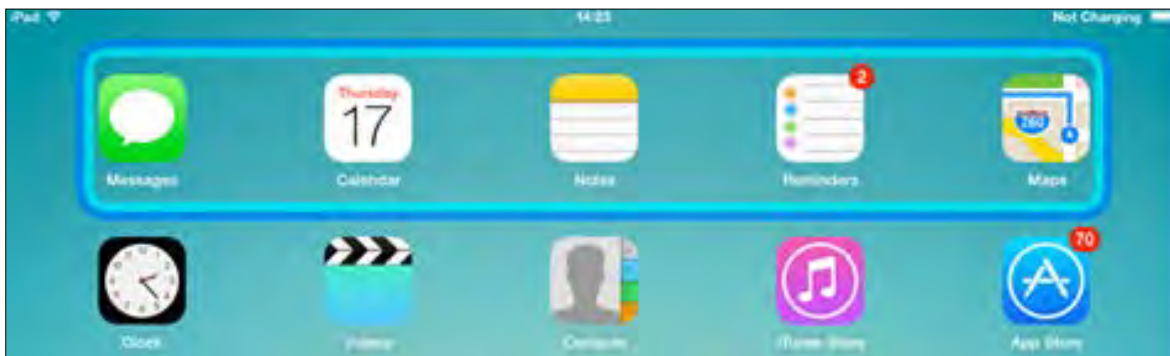 iPad 14:23 Not Charging
Thursday
17
2
280
Messages Calendar Notes Reminders Maps
70
Clock Videos Contacts iTunes Store App Store